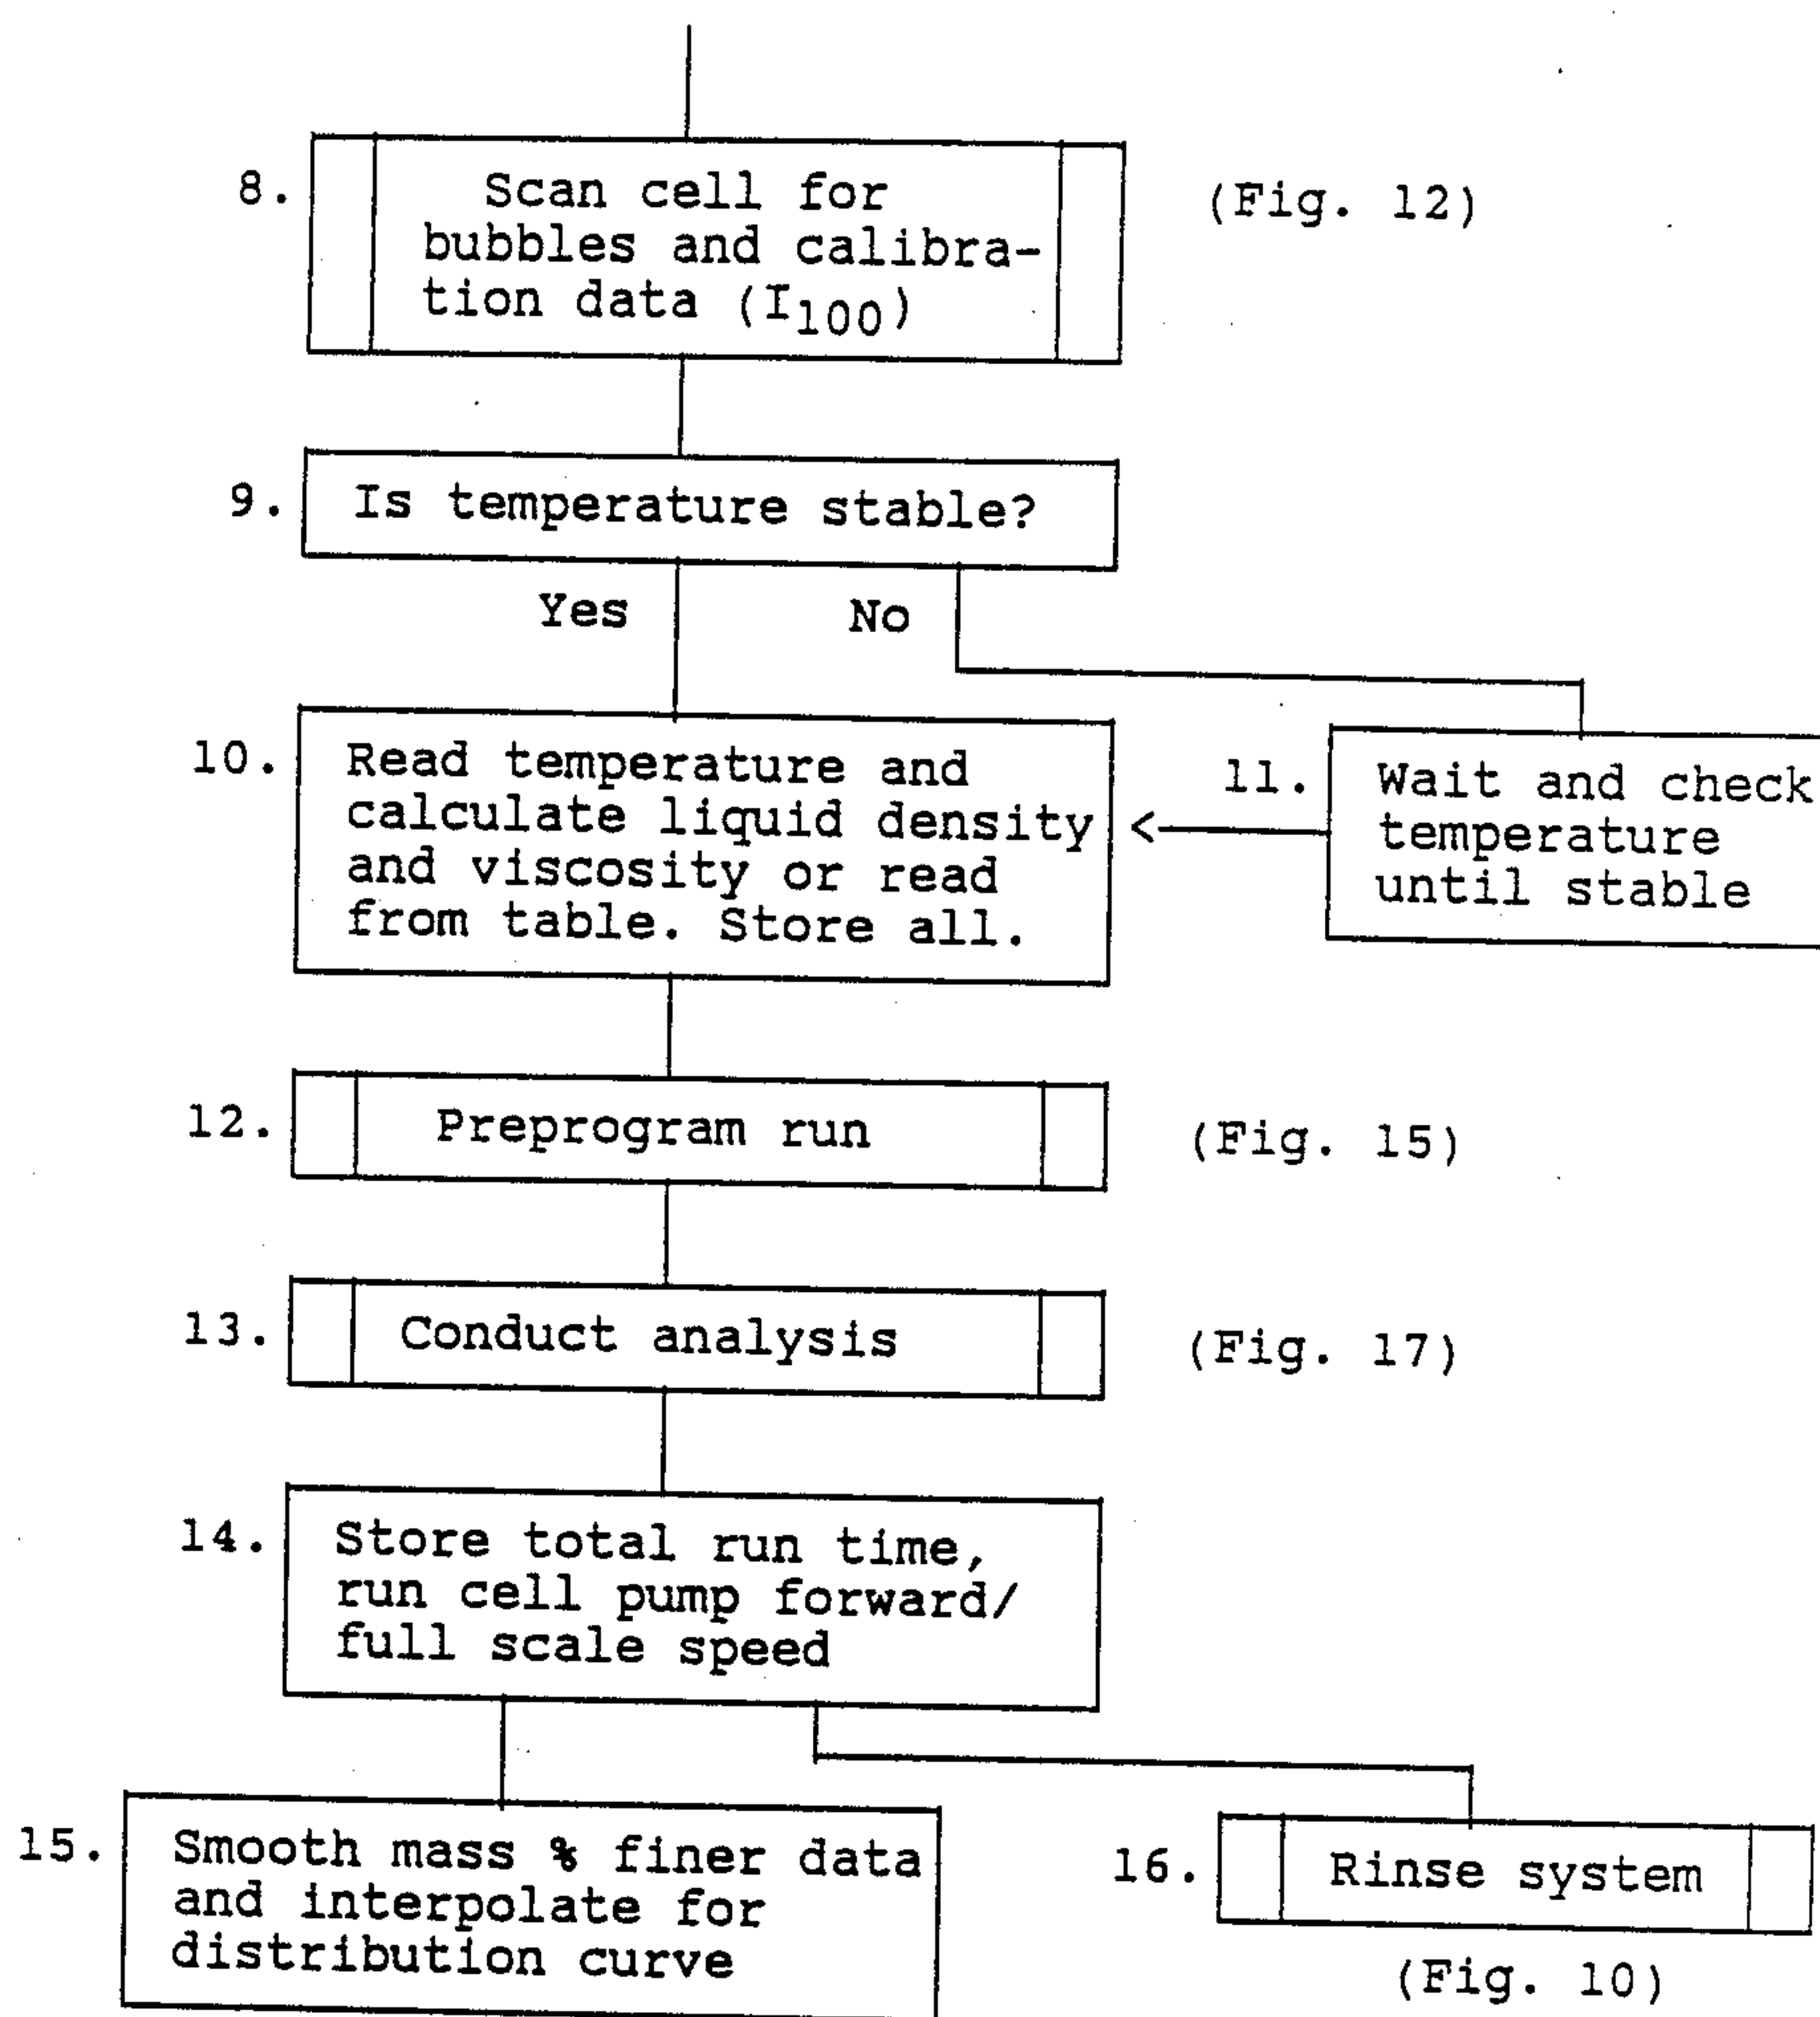 8.
Scan cell for
bubbles and calibra-
tion data (I100)
(Fig. 12)
9.
Is temperature stable?
Yes
No
10.
Read temperature and
calculate liquid density
and viscosity or read
from table. Store all.
11.
Wait and check
temperature
until stable
12.
Preprogram run
(Fig. 15)
13.
Conduct analysis
(Fig. 17)
14.
Store total run time,
run cell pump forward/
full scale speed
15.
Smooth mass % finer data
and interpolate for
distribution curve
16.
Rinse system
(Fig. 10)